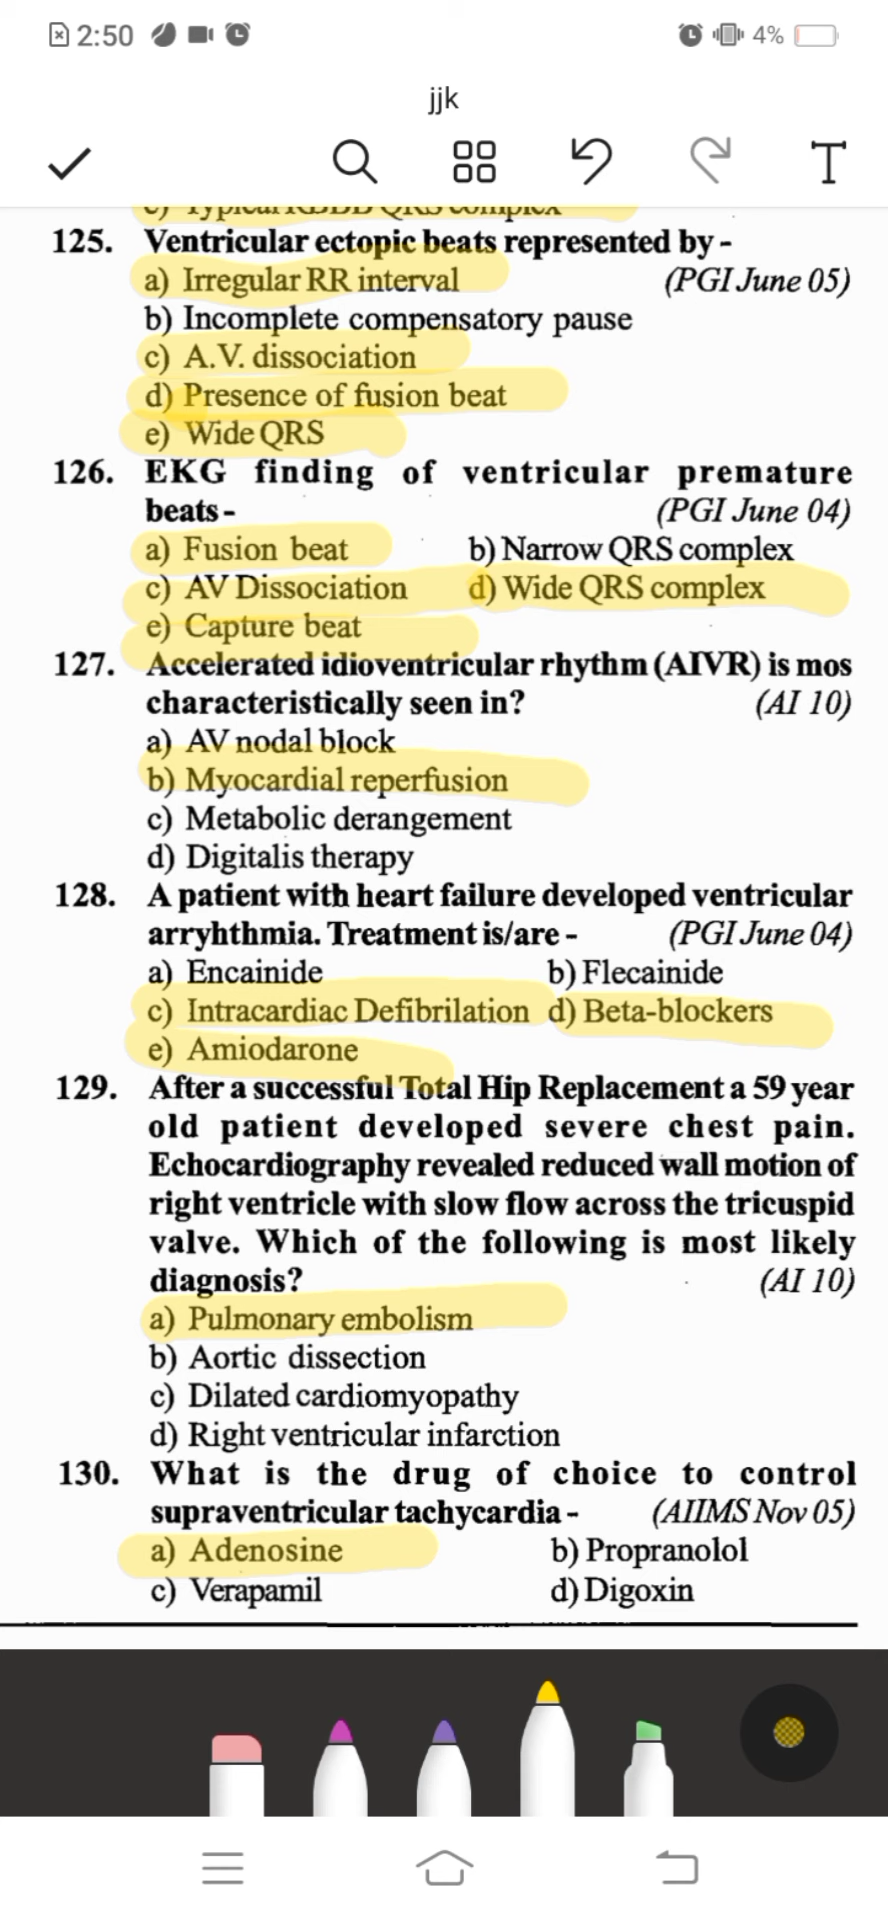 2:50
4%
jjk
T
e) Typical RBBB QRS complex
125. Ventricular ectopic beats represented by -
a) Irregular RR interval (PGI June 05)
b) Incomplete compensatory pause
c) A.V. dissociation
d) Presence of fusion beat
e) Wide QRS
126. EKG finding of ventricular premature
beats - (PGI June 04)
a) Fusion beat b) Narrow QRS complex
c) AV Dissociation d) Wide QRS complex
e) Capture beat
127. Accelerated idioventricular rhythm (AIVR) is mos
characteristically seen in? (AI 10)
a) AV nodal block
b) Myocardial reperfusion
c) Metabolic derangement
d) Digitalis therapy
128. A patient with heart failure developed ventricular
arryhthmia. Treatment is/are - (PGI June 04)
a) Encainide b) Flecainide
c) Intracardiac Defibrilation d) Beta-blockers
e) Amiodarone
129. After a successful Total Hip Replacement a 59 year
old patient developed severe chest pain.
Echocardiography revealed reduced wall motion of
right ventricle with slow flow across the tricuspid
valve. Which of the following is most likely
diagnosis? (AI 10)
a) Pulmonary embolism
b) Aortic dissection
c) Dilated cardiomyopathy
d) Right ventricular infarction
130. What is the drug of choice to control
supraventricular tachycardia - (AIIMS Nov 05)
a) Adenosine b) Propranolol
c) Verapamil d) Digoxin